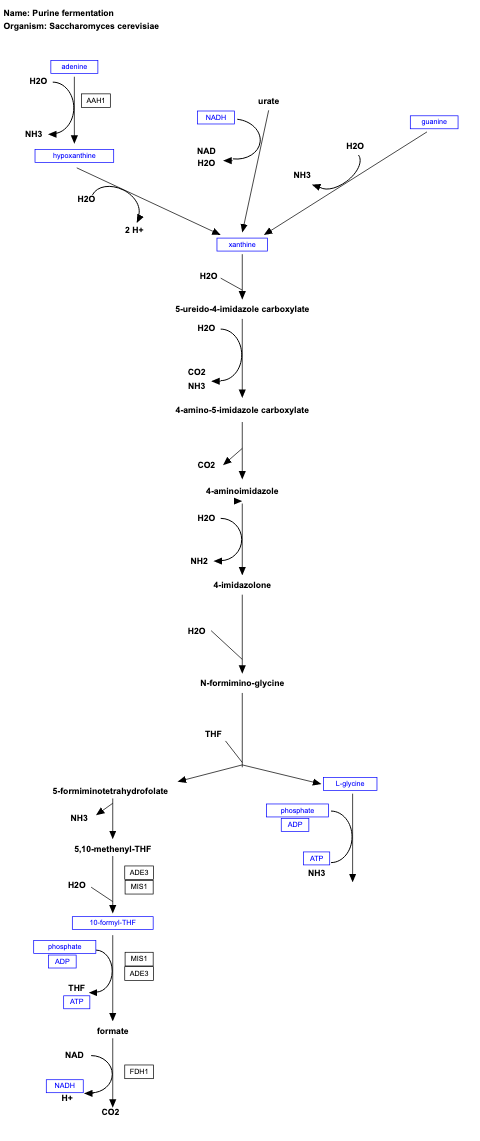 Name: Purine fermentation
Organism: Saccharomyces cerevisiae
adenine
H2O
AAH1
NH3
hypoxanthine
H2O
2 H+
urate
NADH
NAD
H2O
guanine
H2O
NH3
xanthine
H2O
5-ureido-4-imidazole carboxylate
H2O
CO2
NH3
4-amino-5-imidazole carboxylate
CO2
4-aminoimidazole
H2O
NH2
4-imidazolone
H2O
N-formimino-glycine
THF
5-formiminotetrahydrofolate
L-glycine
phosphate
ADP
ATP
NH3
NH3
5,10-methenyl-THF
ADE3
MIS1
H2O
10-formyl-THF
phosphate
ADP
MIS1
ADE3
THF
ATP
formate
NAD
FDH1
NADH
H+
CO2